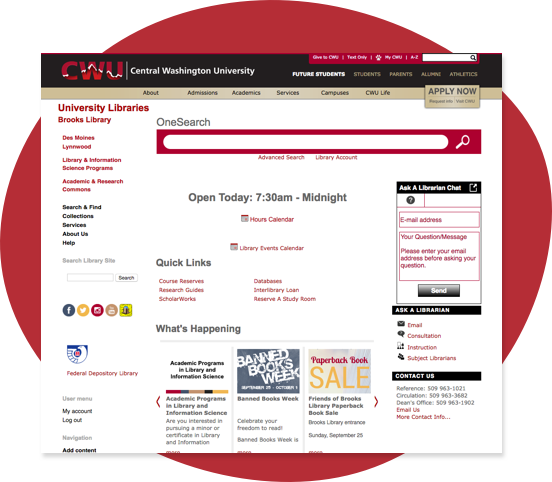 Give to CWU | Text Only | My CWU | A-Z
CWU Central Washington University
FUTURE STUDENTS STUDENTS PARENTS ALUMNI ATHLETICS
About Admissions Academics Services Campuses CWU Life
APPLY NOW
Request Info · Visit CWU
University Libraries
Brooks Library
Des Moines
Lynnwood
Library & Information
Science Programs
Academic & Research
Commons
Search & Find
Collections
Services
About Us
Help
Search Library Site
Search
Federal Depository Library
User menu
My account
Log out
Navigation
Add content
OneSearch
Advanced Search Library Account
Open Today: 7:30am - Midnight
Hours Calendar
Library Events Calendar
Quick Links
Course Reserves Databases
Research Guides Interlibrary Loan
ScholarWorks Reserve A Study Room
What's Happening
Academic Programs
in Library and
Information Science
Academic Programs
in Library and
Information Science
Are you interested in
pursuing a minor or
certificate in Library
and Information
more
BANNED
BOOKS
WEEK
SEPTEMBER 25 - OCTOBER 1
Banned Books Week
Celebrate your
freedom to read!
Banned Books Week is
more
Paperback Book
SALE
Friends of Brooks
Library Paperback
Book Sale
Brooks Library entrance
Sunday, September 25
more
Ask A Librarian Chat
?
E-mail address
Your Question/Message
Please enter your email
address before asking your
question.
Send
ASK A LIBRARIAN
Email
Consultation
Instruction
Subject Librarians
CONTACT US
Reference: 509 963-1021
Circulation: 509 963-3682
Dean's Office: 509 963-1902
Email Us
More Contact Info...